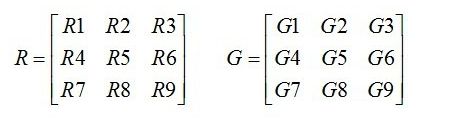 R1 R2 R3 G1 G2 G3
R = R4 R5 R6 G = G4 G5 G6
R7 R8 R9 G7 G8 G9